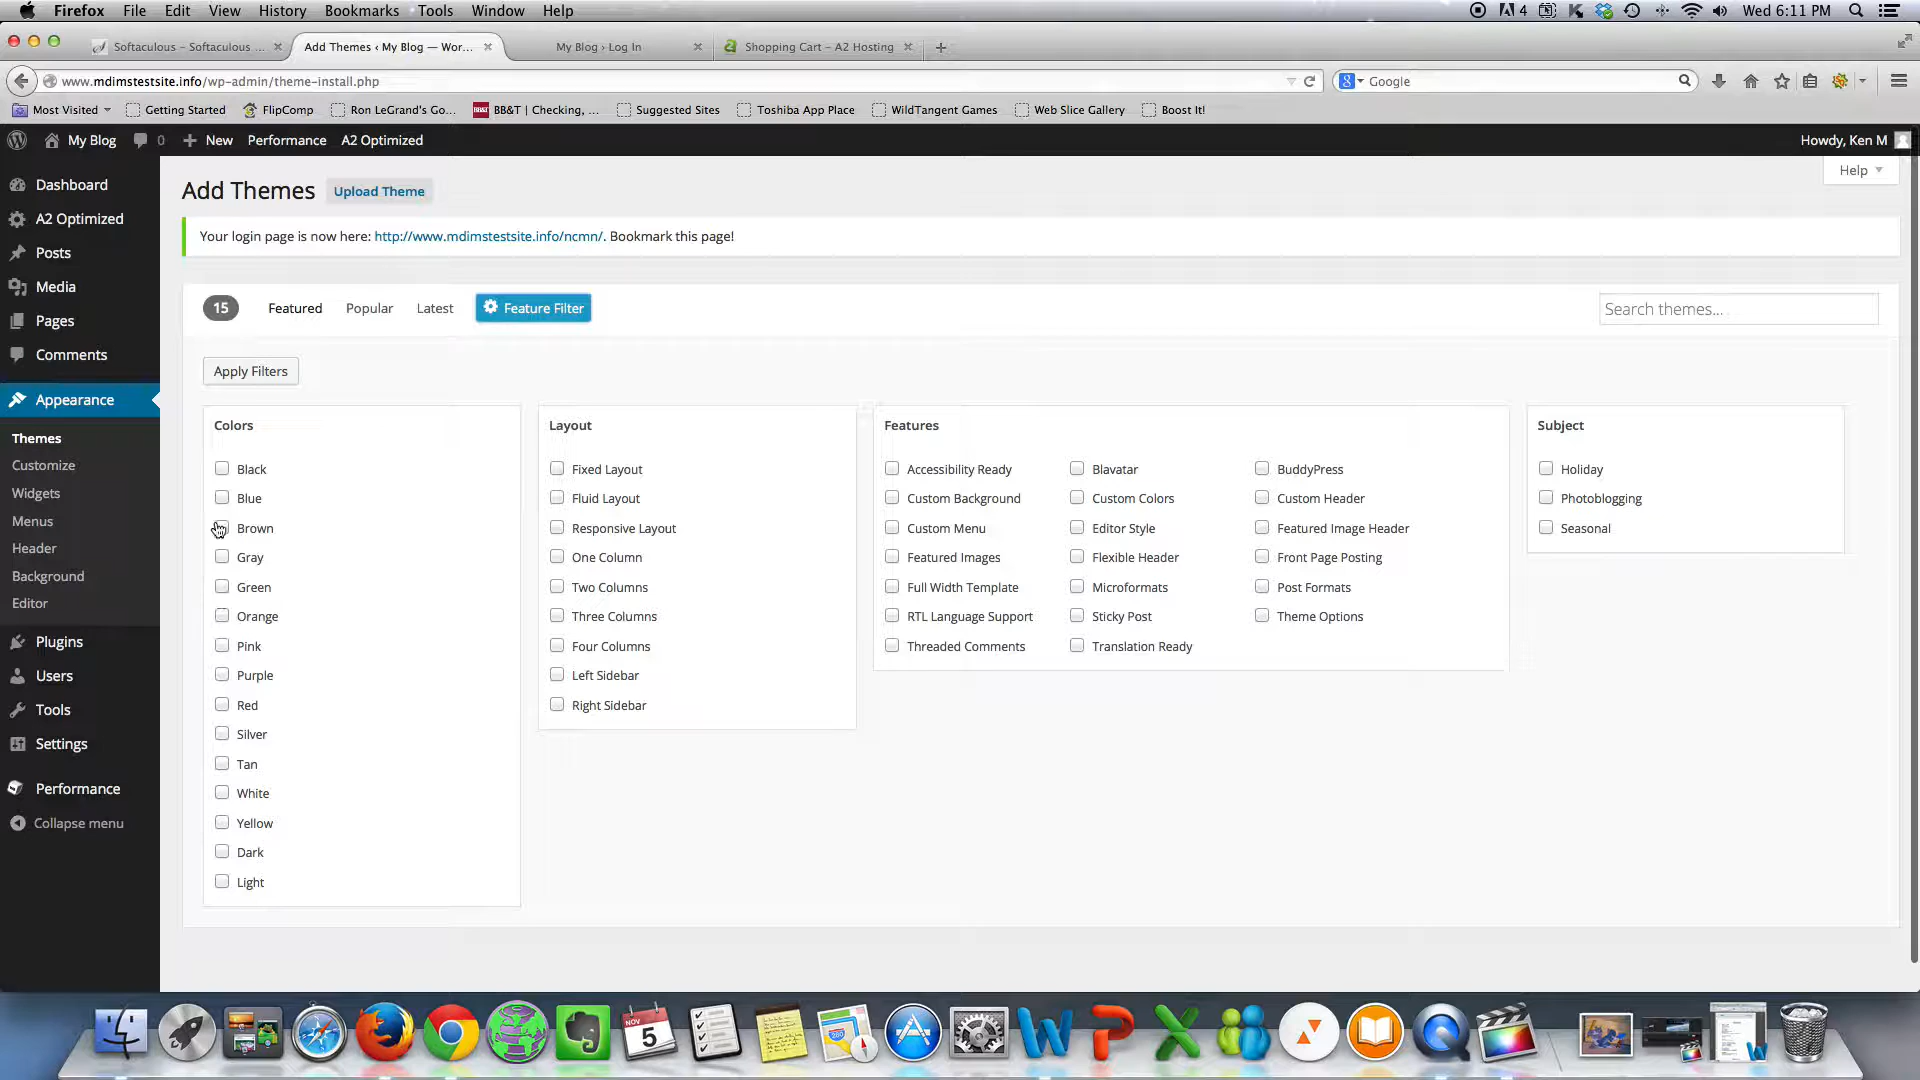 Firefox File Edit View History Bookmarks Tools Window Help 4 Wed 6:11 PM
Softaculous - Softaculous ... Add Themes ‹ My Blog — Wor... My Blog › Log In Shopping Cart - A2 Hosting
www.mdimstestsite.info/wp-admin/theme-install.php Google
Most Visited Getting Started FlipComp Ron LeGrand's Go... BB&T | Checking, ... Suggested Sites Toshiba App Place WildTangent Games Web Slice Gallery Boost It!
My Blog 0 New Performance A2 Optimized Howdy, Ken M
Help
Dashboard
A2 Optimized
Posts
Media
Pages
Comments
Appearance
Themes
Customize
Widgets
Menus
Header
Background
Editor
Plugins
Users
Tools
Settings
Performance
Collapse menu
Add Themes Upload Theme
Your login page is now here: http://www.mdimstestsite.info/ncmn/. Bookmark this page!
15 Featured Popular Latest Feature Filter Search themes...
Apply Filters
Colors
Black
Blue
Brown
Gray
Green
Orange
Pink
Purple
Red
Silver
Tan
White
Yellow
Dark
Light
Layout
Fixed Layout
Fluid Layout
Responsive Layout
One Column
Two Columns
Three Columns
Four Columns
Left Sidebar
Right Sidebar
Features
Accessibility Ready Blavatar BuddyPress
Custom Background Custom Colors Custom Header
Custom Menu Editor Style Featured Image Header
Featured Images Flexible Header Front Page Posting
Full Width Template Microformats Post Formats
RTL Language Support Sticky Post Theme Options
Threaded Comments Translation Ready
Subject
Holiday
Photoblogging
Seasonal
NOV
5